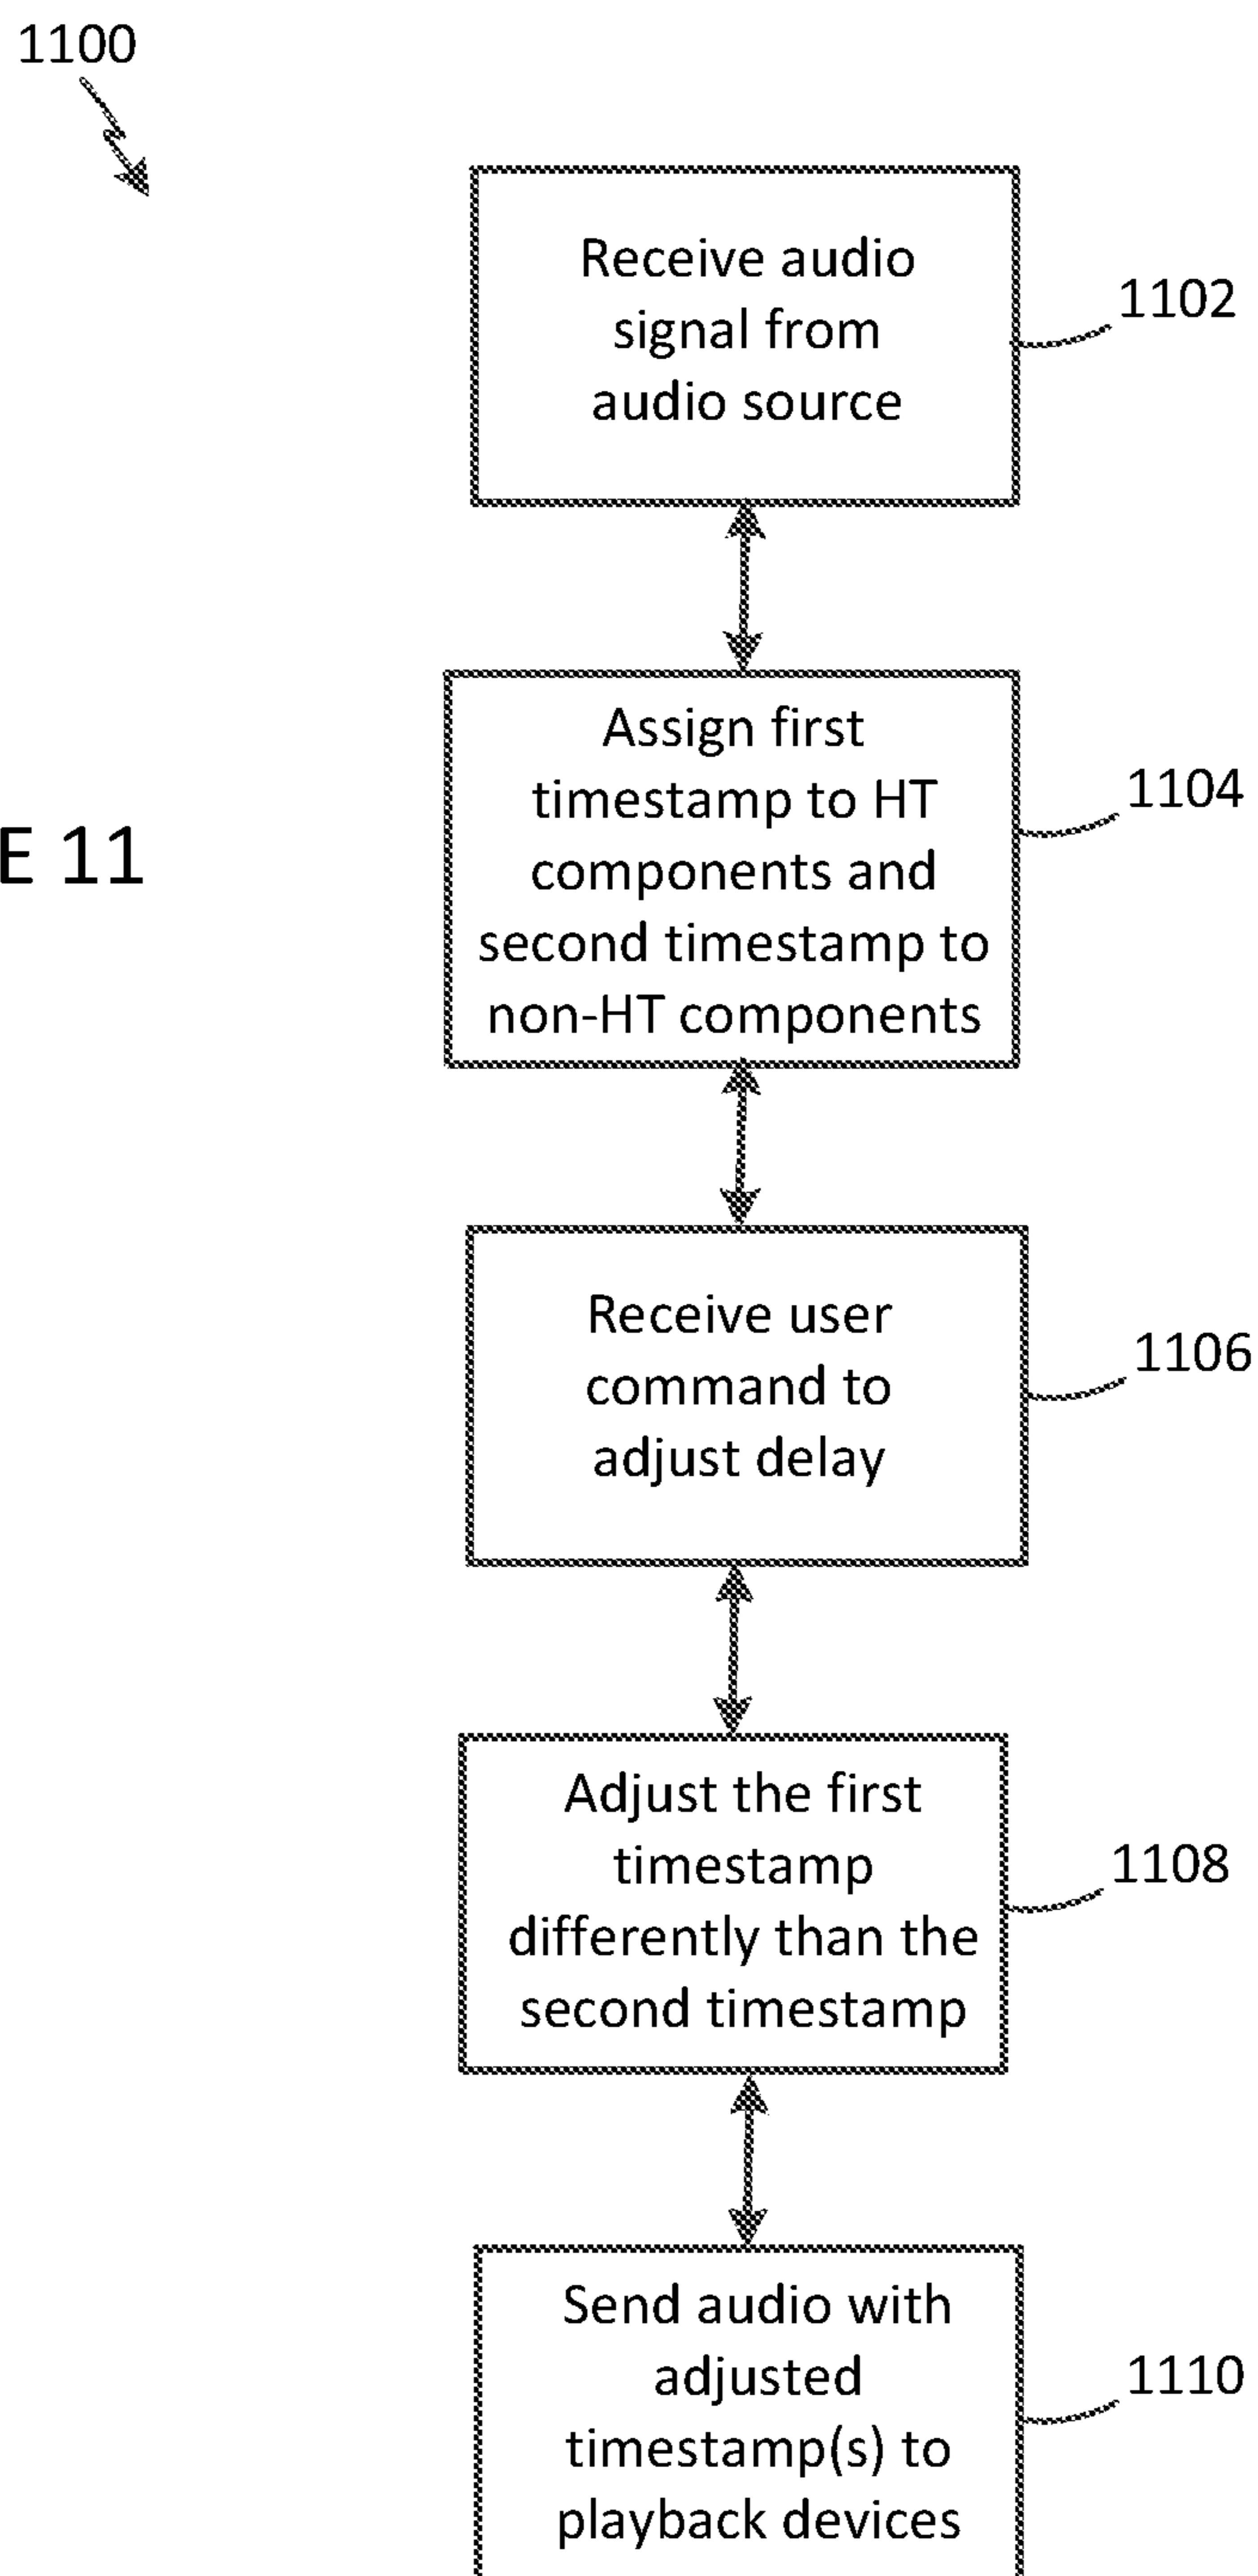 1100
Receive audio
signal from
audio source
1102
Assign first
timestamp to HT
components and
second timestamp to
non-HT components
1104
E 11
Receive user
command to
adjust delay
1106
Adjust the first
timestamp
differently than the
second timestamp
1108
Send audio with
adjusted
timestamp(s) to
playback devices
1110